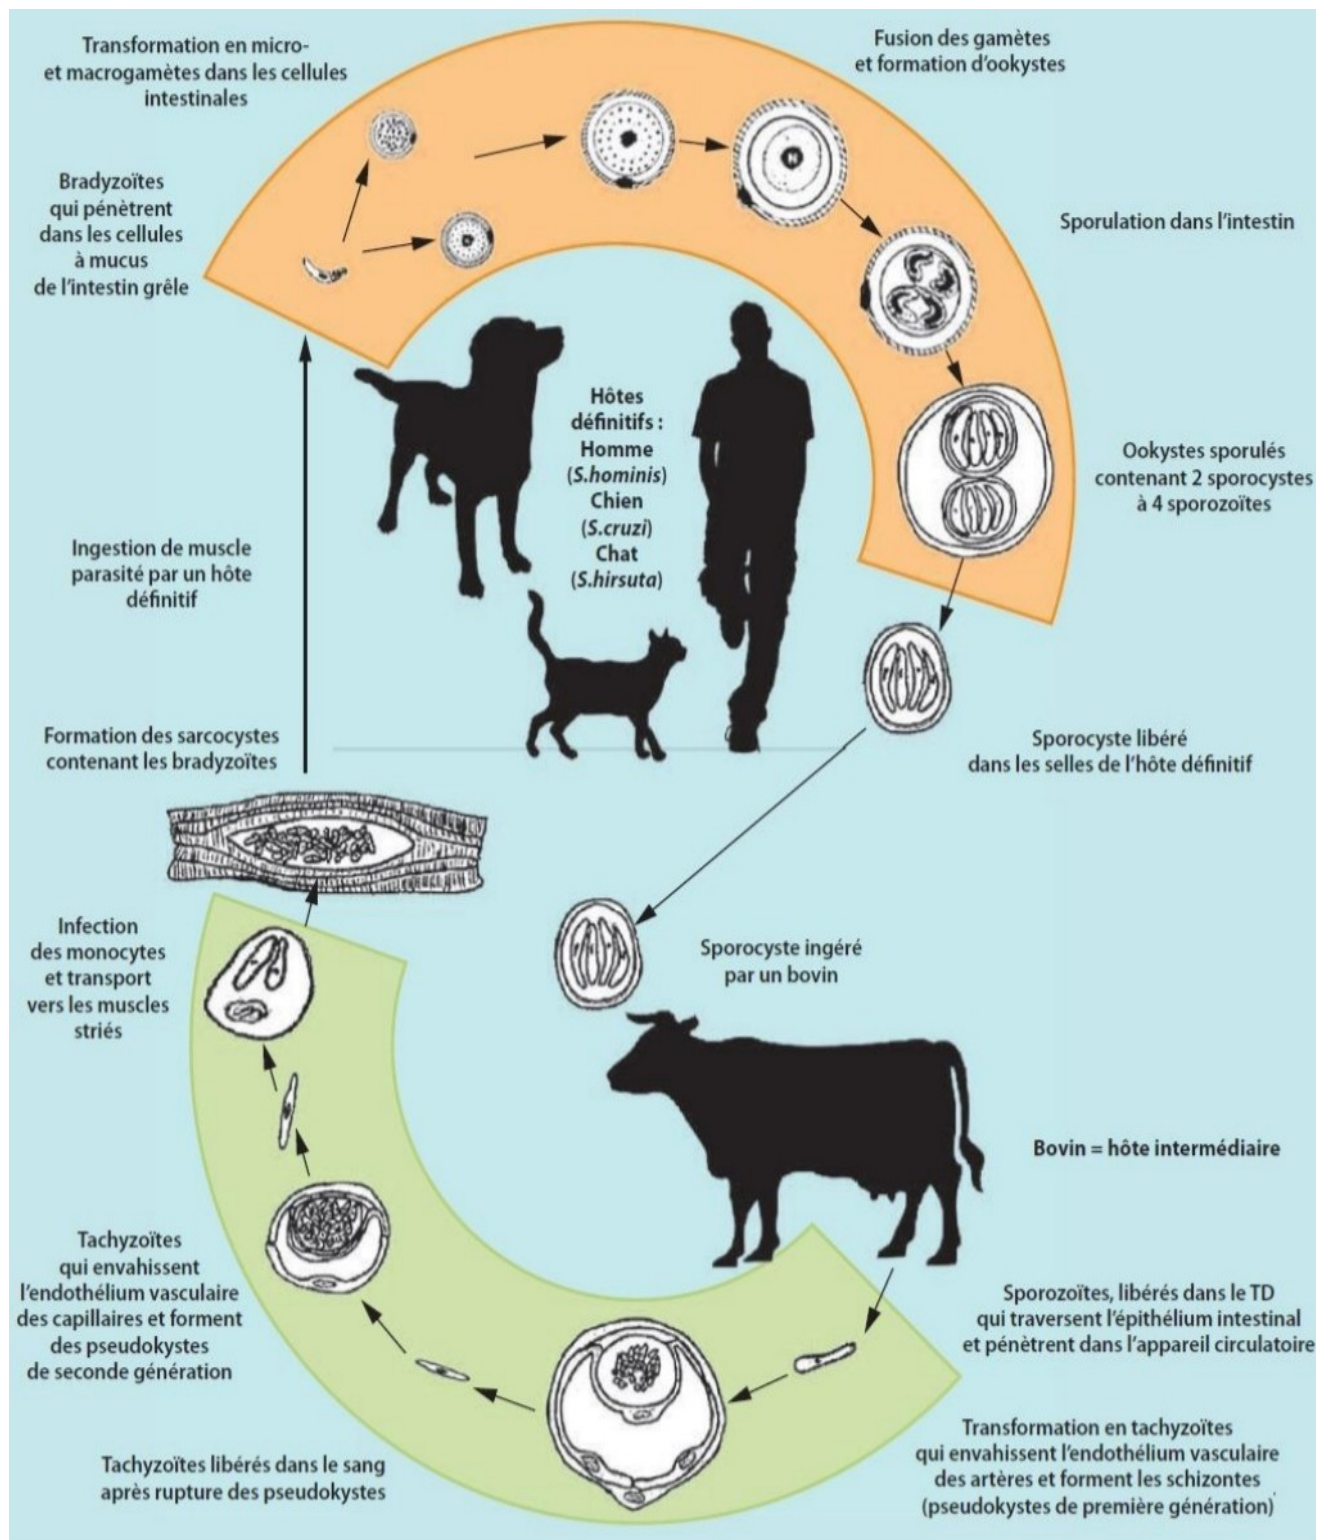 Transformation en micro-
et macrogamètes dans les cellules
intestinales
Fusion des gamètes
et formation d'ookystes
Bradyzoïtes
qui pénètrent
dans les cellules
à mucus
de l'intestin grêle
Sporulation dans l'intestin
Hôtes
définitifs :
Homme
(S.hominis)
Chien
(S.cruzi)
Chat
(S.hirsuta)
Ookystes sporulés
contenant 2 sporocystes
à 4 sporozoïtes
Ingestion de muscle
parasité par un hôte
définitif
Formation des sarcocystes
contenant les bradyzoïtes
Sporocyste libéré
dans les selles de l'hôte définitif
Infection
des monocytes
et transport
vers les muscles
striés
Sporocyste ingéré
par un bovin
Bovin = hôte intermédiaire
Tachyzoïtes
qui envahissent
l'endothélium vasculaire
des capillaires et forment
des pseudokystes
de seconde génération
Sporozoïtes, libérés dans le TD
qui traversent l'épithélium intestinal
et pénètrent dans l'appareil circulatoire
Tachyzoïtes libérés dans le sang
après rupture des pseudokystes
Transformation en tachyzoïtes
qui envahissent l'endothélium vasculaire
des artères et forment les schizontes
(pseudokystes de première génération)